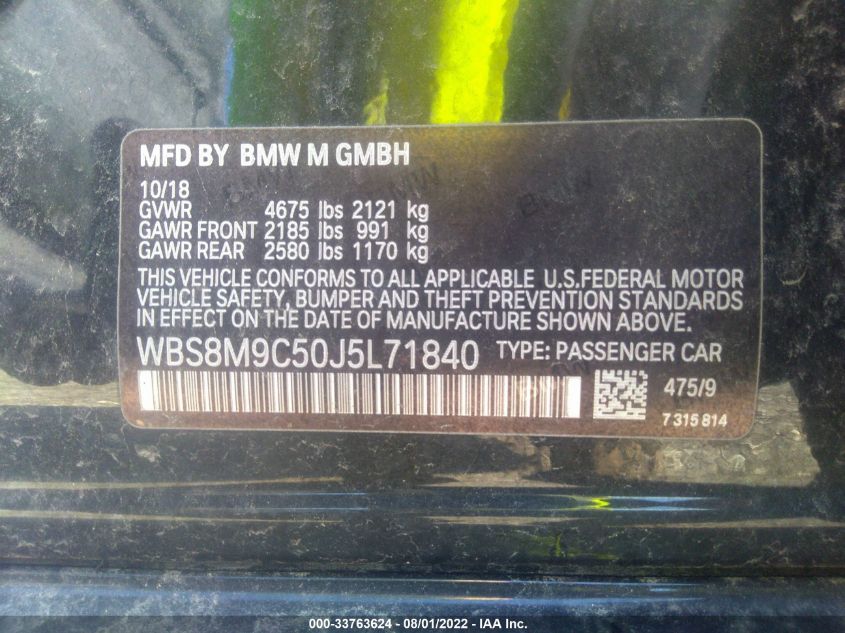 MFD BY BMW M GMBH
10/18
GVWR 4675 lbs 2121 kg
GAWR FRONT 2185 lbs 991 kg
GAWR REAR 2580 lbs 1170 kg
THIS VEHICLE CONFORMS TO ALL APPLICABLE U.S.FEDERAL MOTOR
VEHICLE SAFETY, BUMPER AND THEFT PREVENTION STANDARDS
IN EFFECT ON THE DATE OF MANUFACTURE SHOWN ABOVE.
WBS8M9C50J5L71840 TYPE: PASSENGER CAR
475/9
7315814
000-33763624 - 08/01/2022 - IAA Inc.